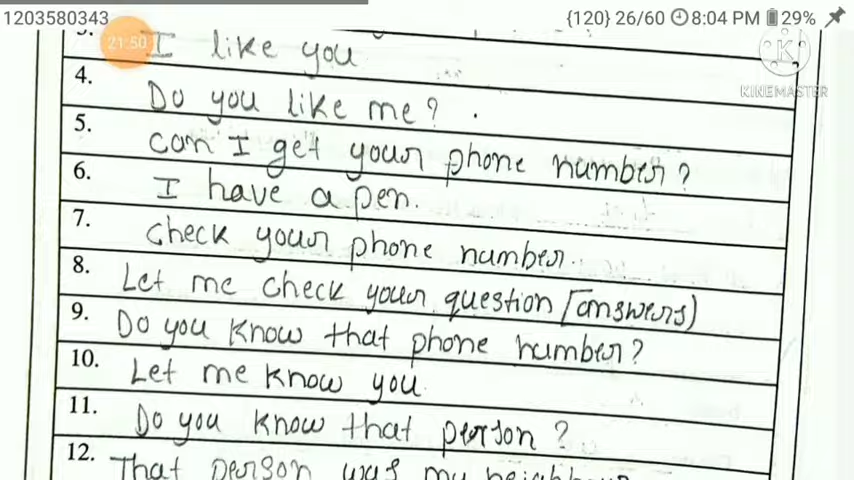 1203580343 {120} 26/60 8:04 PM 29%
21:50
K
KINEMASTER
3. I like you
4. Do you like me?
5. can I get your phone number?
6. I have a pen.
7. check your phone number.
8. Let me check your question [answers)
9. Do you know that phone number?
10. Let me know you
11. Do you know that person?
12. That person was my neighbour